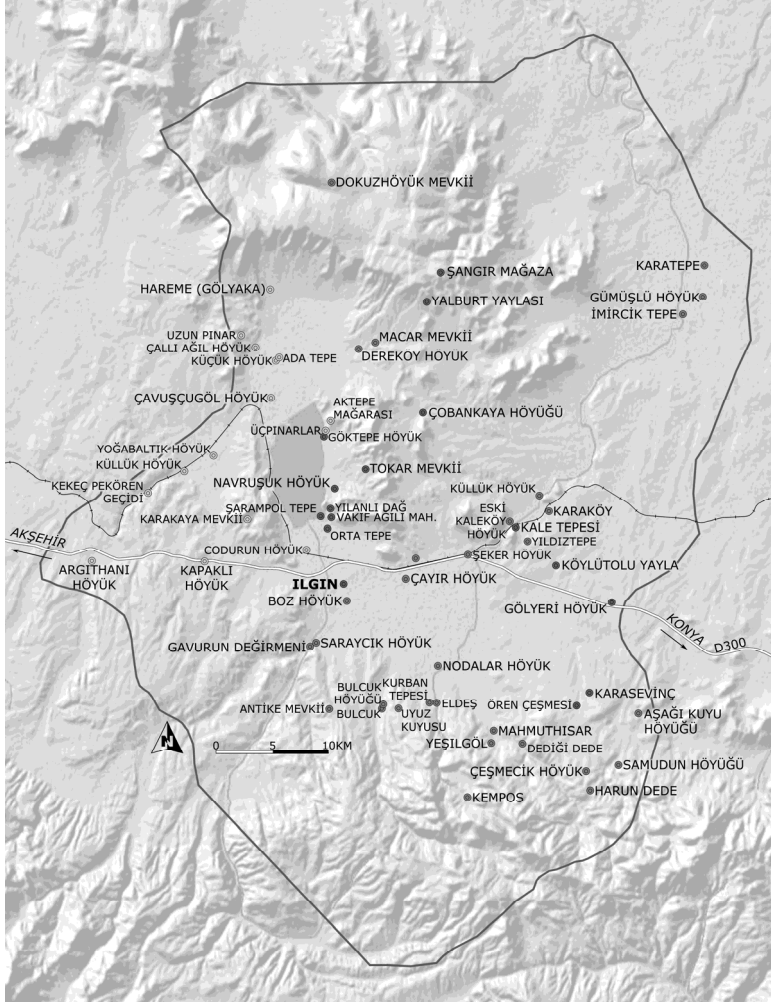 DOKUZHÖYÜK MEVKİİ
ŞANGIR MAĞAZA
KARATEPE
HAREME (GÖLYAKA)
YALBURT YAYLASI
GÜMÜŞLÜ HÖYÜK
İMİRCİK TEPE
UZUN PINAR
MACAR MEVKİİ
ÇALLI AĞIL HÖYÜK
DEREKOY HOYUK
KÜÇÜK HÖYÜK
ADA TEPE
ÇAVUŞÇUGÖL HÖYÜK
AKTEPE
MAĞARASI
ÇOBANKAYA HÖYÜĞÜ
ÜÇPINARLAR
GÖKTEPE HÖYÜK
YOĞABALTIK HÖYÜK
KÜLLÜK HÖYÜK
TOKAR MEVKİİ
KEKEÇ PEKÖREN
GEÇİDİ
NAVRUŞUK HÖYÜK
KÜLLÜK HÖYÜK
ŞARAMPOL TEPE
YILANLI DAĞ
ESKİ
KALEKÖY
HÖYÜK
KARAKÖY
KARAKAYA MEVKİİ
VAKIF AĞILI MAH.
KALE TEPESİ
ORTA TEPE
YILDIZTEPE
AKŞEHİR
CODURUN HÖYÜK
ŞEKER HÖYÜK
ARGITHANI
HÖYÜK
KAPAKLI
HÖYÜK
KÖYLÜTOLU YAYLA
ILGIN
ÇAYIR HÖYÜK
BOZ HÖYÜK
GÖLYERİ HÖYÜK
KONYA
D300
GAVURUN DEĞİRMENİ
SARAYCIK HÖYÜK
NODALAR HÖYÜK
BULCUK
HÖYÜĞÜ
KURBAN
TEPESİ
KARASEVİNÇ
ANTİKE MEVKİİ
BULCUK
UYUZ
KUYUSU
ELDEŞ
ÖREN ÇEŞMESİ
AŞAĞI KUYU
HÖYÜĞÜ
MAHMUTHISAR
YEŞİLGÖL
DEDİĞİ DEDE
N
0 5 10KM
ÇEŞMECİK HÖYÜK
SAMUDUN HÖYÜĞÜ
KEMPOS
HARUN DEDE